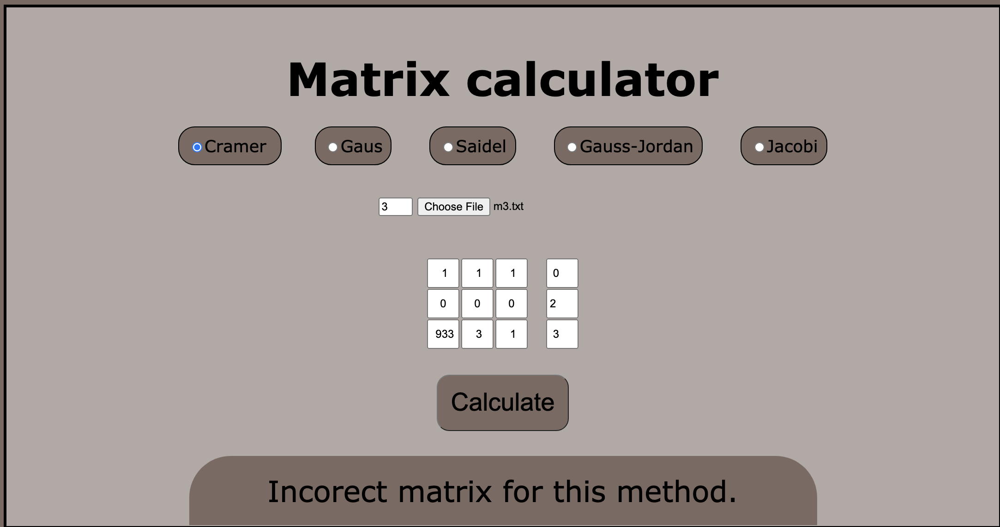 Matrix calculator
Cramer Gaus Saidel Gauss-Jordan Jacobi
3 Choose File m3.txt
1 1 1 0
0 0 0 2
933 3 1 3
Calculate
Incorect matrix for this method.